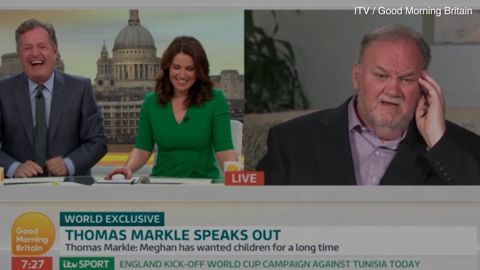 ITV / Good Morning Britain
LIVE
WORLD EXCLUSIVE
THOMAS MARKLE SPEAKS OUT
Thomas Markle: Meghan has wanted children for a long time
Good
Morning
Britain
7:27 itv SPORT ENGLAND KICK-OFF WORLD CUP CAMPAIGN AGAINST TUNISIA TODAY